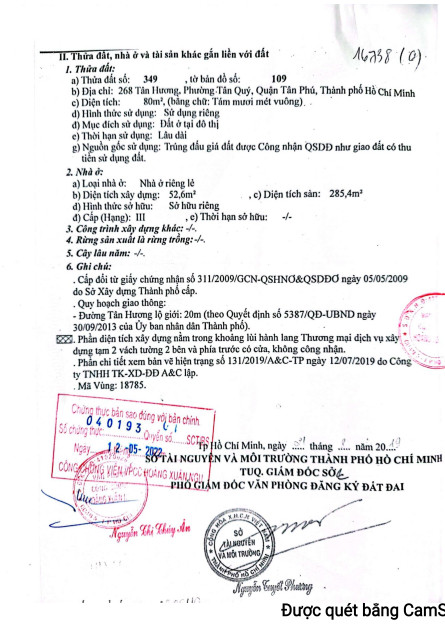 II. Thửa đất, nhà ở và tài sản khác gắn liền với đất
16738 (0)
1. Thửa đất:
a) Thửa đất số: 349 , tờ bản đồ số: 109
b) Địa chỉ: 268 Tân Hương, Phường Tân Quý, Quận Tân Phú, Thành phố Hồ Chí Minh
c) Diện tích: 80m², (bằng chữ: Tám mươi mét vuông)
d) Hình thức sử dụng: Sử dụng riêng
đ) Mục đích sử dụng: Đất ở tại đô thị
e) Thời hạn sử dụng: Lâu dài
g) Nguồn gốc sử dụng: Trúng đấu giá đất được Công nhận QSDĐ như giao đất có thu
tiền sử dụng đất.
2. Nhà ở:
a) Loại nhà ở: Nhà ở riêng lẻ
b) Diện tích xây dựng: 52,6m² , c) Diện tích sàn: 285,4m²
d) Hình thức sở hữu: Sở hữu riêng
đ) Cấp (Hạng): III , e) Thời hạn sở hữu: -/-
3. Công trình xây dựng khác: -/-.
4. Rừng sản xuất là rừng trồng: -/-.
5. Cây lâu năm: -/-.
6. Ghi chú:
. Cấp đổi từ giấy chứng nhận số 311/2009/GCN-QSHNƠ&QSDĐƠ ngày 05/05/2009
do Sở Xây dựng Thành phố cấp.
. Quy hoạch giao thông:
- Đường Tân Hương lộ giới: 20m (theo Quyết định số 5387/QĐ-UBND ngày
30/09/2013 của Ủy ban nhân dân Thành phố).
. Phần diện tích xây dựng nằm trong khoảng lùi hành lang Thương mại dịch vụ xây
dựng tạm 2 vách tường 2 bên và phía trước có cửa, không công nhận.
. Phần chi tiết xem bản vẽ hiện trạng số 131/2019/A&C-TP ngày 12/07/2019 do Công
ty TNHH TK-XD-ĐĐ A&C lập.
. Mã Vùng: 18785.
Chứng thực bản sao đúng với bản chính
Số chứng thực: 040193 Quyển số: SCT/BS
Ngày 12-05-2022
CÔNG CHỨNG VIÊN VPCC HOÀNG XUÂN NGỤ
Tp Hồ Chí Minh, ngày tháng năm 2019
SỞ TÀI NGUYÊN VÀ MÔI TRƯỜNG THÀNH PHỐ HỒ CHÍ MINH
TUQ. GIÁM ĐỐC SỞ
PHÓ GIÁM ĐỐC VĂN PHÒNG ĐĂNG KÝ ĐẤT ĐAI
CỘNG HÒA X.H.C.N VIỆT NAM
SỞ
TÀI NGUYÊN
VÀ MÔI TRƯỜNG
THÀNH PHỐ HỒ CHÍ MINH
Nguyễn Thị Thúy Ân
Nguyễn Tuyết Phương
Được quét bằng CamS